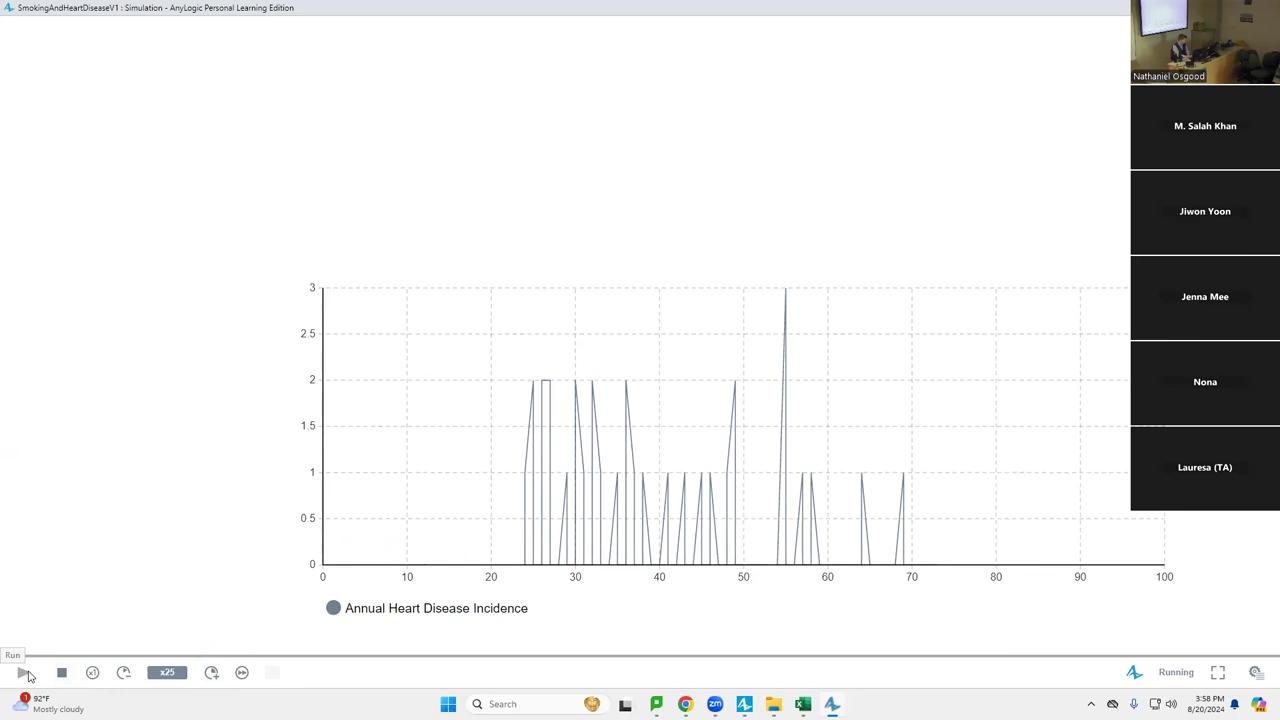 SmokingAndHeartDiseaseV1 : Simulation - AnyLogic Personal Learning Edition
Nathaniel Osgood
M. Salah Khan
Jiwon Yoon
Jenna Mee
Nona
Lauresa (TA)
3
2.5
2
1.5
1
0.5
0
0 10 20 30 40 50 60 70 80 90 100
Annual Heart Disease Incidence
Run
x1
x25
Running
1
92°F
Mostly cloudy
Search
3:58 PM
8/20/2024